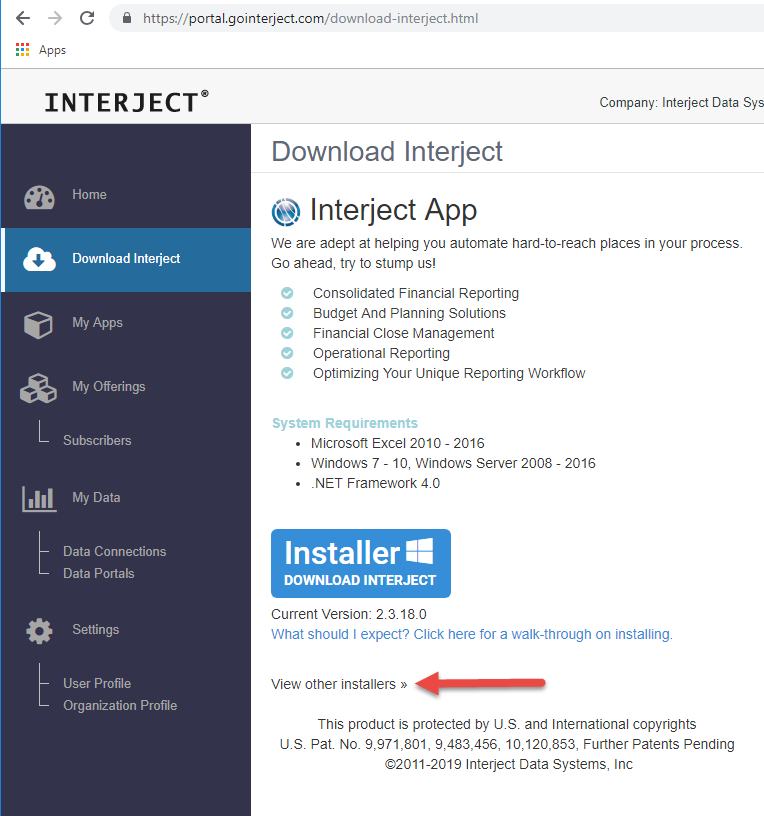 https://portal.gointerject.com/download-interject.html
Apps
INTERJECT®
Company: Interject Data Sys
Home
Download Interject
My Apps
My Offerings
Subscribers
My Data
Data Connections
Data Portals
Settings
User Profile
Organization Profile
Download Interject
Interject App
We are adept at helping you automate hard-to-reach places in your process.
Go ahead, try to stump us!
Consolidated Financial Reporting
Budget And Planning Solutions
Financial Close Management
Operational Reporting
Optimizing Your Unique Reporting Workflow
System Requirements
• Microsoft Excel 2010 - 2016
• Windows 7 - 10, Windows Server 2008 - 2016
• .NET Framework 4.0
Installer
DOWNLOAD INTERJECT
Current Version: 2.3.18.0
What should I expect? Click here for a walk-through on installing.
View other installers »
This product is protected by U.S. and International copyrights
U.S. Pat. No. 9,971,801, 9,483,456, 10,120,853, Further Patents Pending
©2011-2019 Interject Data Systems, Inc